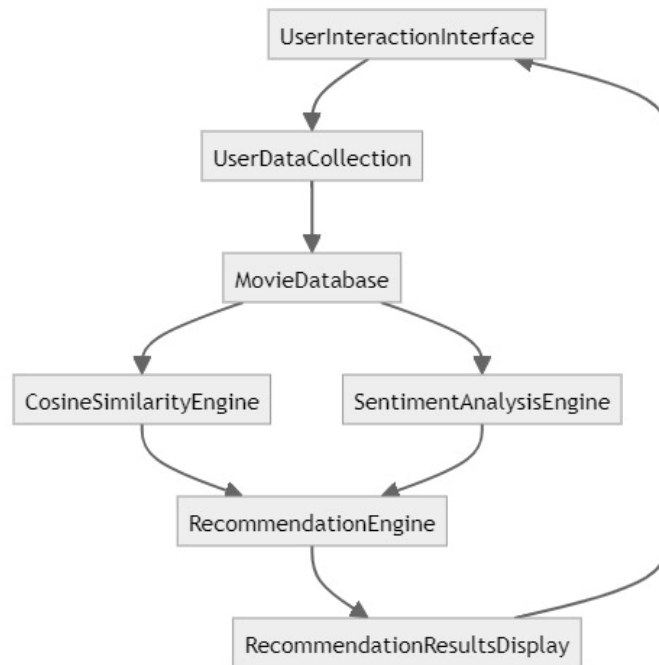 UserInteractionInterface
UserDataCollection
MovieDatabase
CosineSimilarityEngine
SentimentAnalysisEngine
RecommendationEngine
RecommendationResultsDisplay